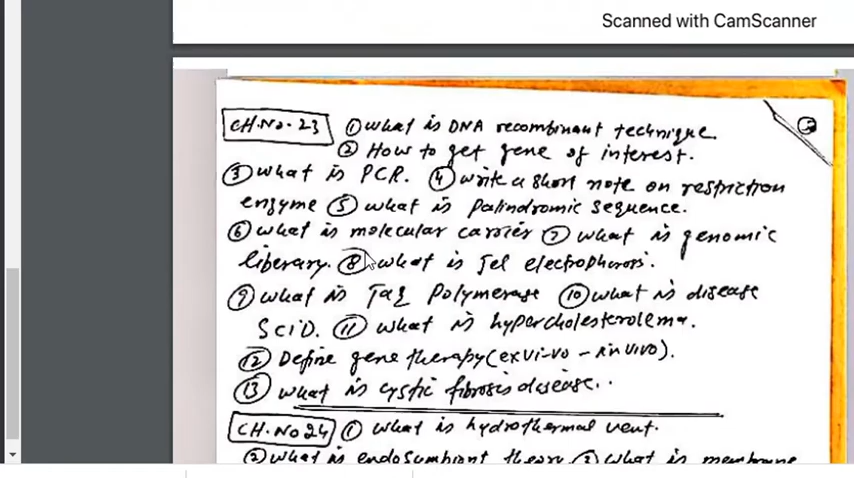 Scanned with CamScanner
CH.No.23 ① What is DNA recombinant technique.
② How to get gene of interest.
③ What is PCR. ④ Write a short note on restriction
enzyme ⑤ What is palindromic sequence.
⑥ What is molecular carrier ⑦ What is genomic
liberary. ⑧ What is Jel electrophorosis.
⑨ What is Taq Polymerase ⑩ What is disease
SCiD. ⑪ What is hypercholesterolema.
⑫ Define gene therapy (ex Vi-vo - in vivo).
⑬ What is cystic fibrosis disease.
CH.No 24 ① What is hydrothermal vent.
② What is endosumbiant theory ③ What is membrane